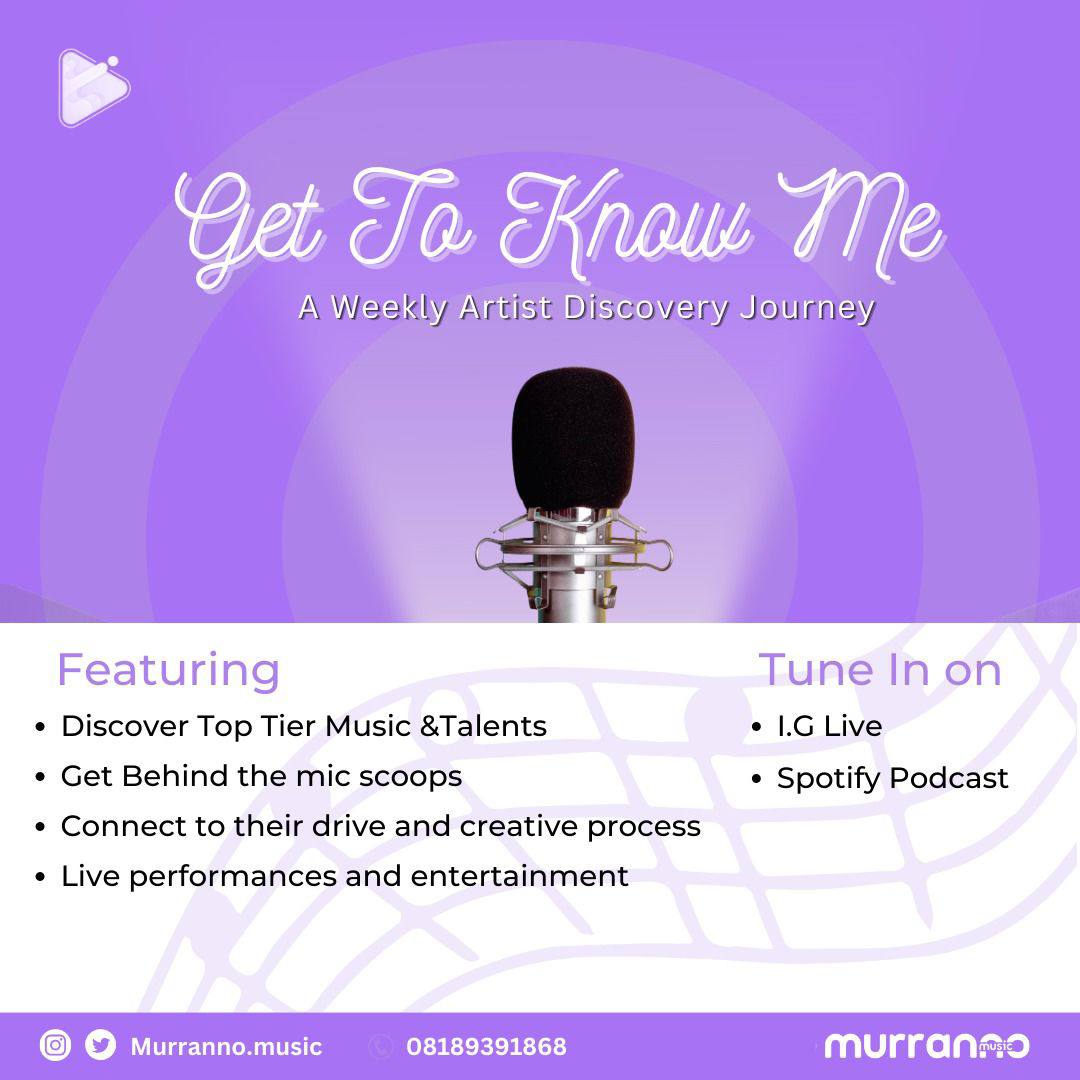 Get To Know Me
A Weekly Artist Discovery Journey
Featuring
• Discover Top Tier Music &Talents
• Get Behind the mic scoops
• Connect to their drive and creative process
• Live performances and entertainment
Tune In on
• I.G Live
• Spotify Podcast
Murranno.music
08189391868
murranno
music